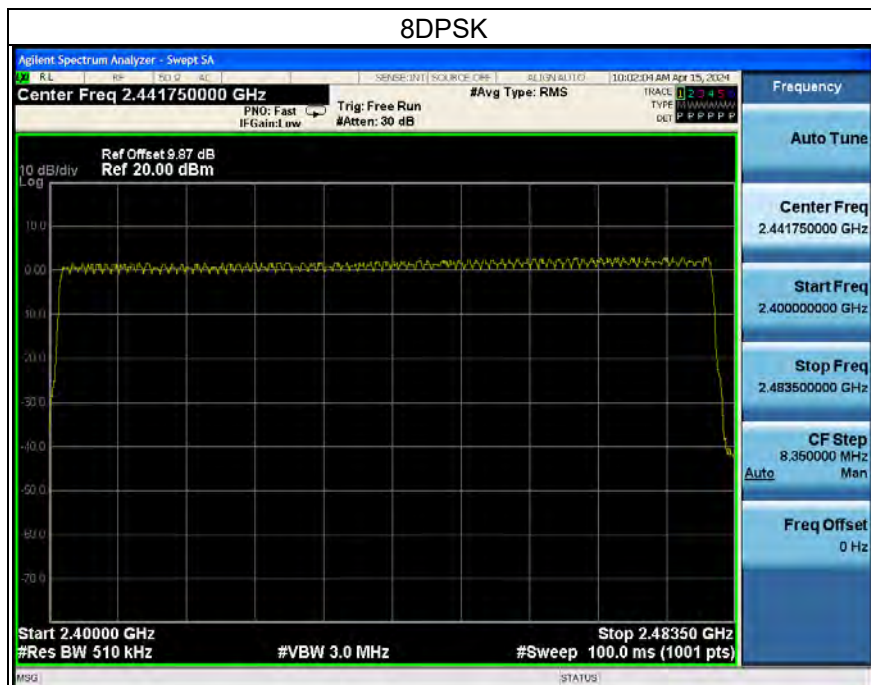 8DPSK
Agilent Spectrum Analyzer - Swept SA
LXI RL RF 50 Ω AC SENSE:INT SOURCE OFF ALIGN AUTO 10:02:04 AM Apr 15, 2024
Center Freq 2.441750000 GHz #Avg Type: RMS TRACE 1 2 3 4 5 6
PNO: Fast Trig: Free Run TYPE M W W W W W
IFGain:Low #Atten: 30 dB DET P P P P P P
Ref Offset 9.87 dB
10 dB/div Ref 20.00 dBm
Log
10.0
0.00
-10.0
-20.0
-30.0
-40.0
-50.0
-60.0
-70.0
Start 2.40000 GHz Stop 2.48350 GHz
#Res BW 510 kHz #VBW 3.0 MHz #Sweep 100.0 ms (1001 pts)
MSG STATUS
Frequency
Auto Tune
Center Freq
2.441750000 GHz
Start Freq
2.400000000 GHz
Stop Freq
2.483500000 GHz
CF Step
8.350000 MHz
Auto Man
Freq Offset
0 Hz